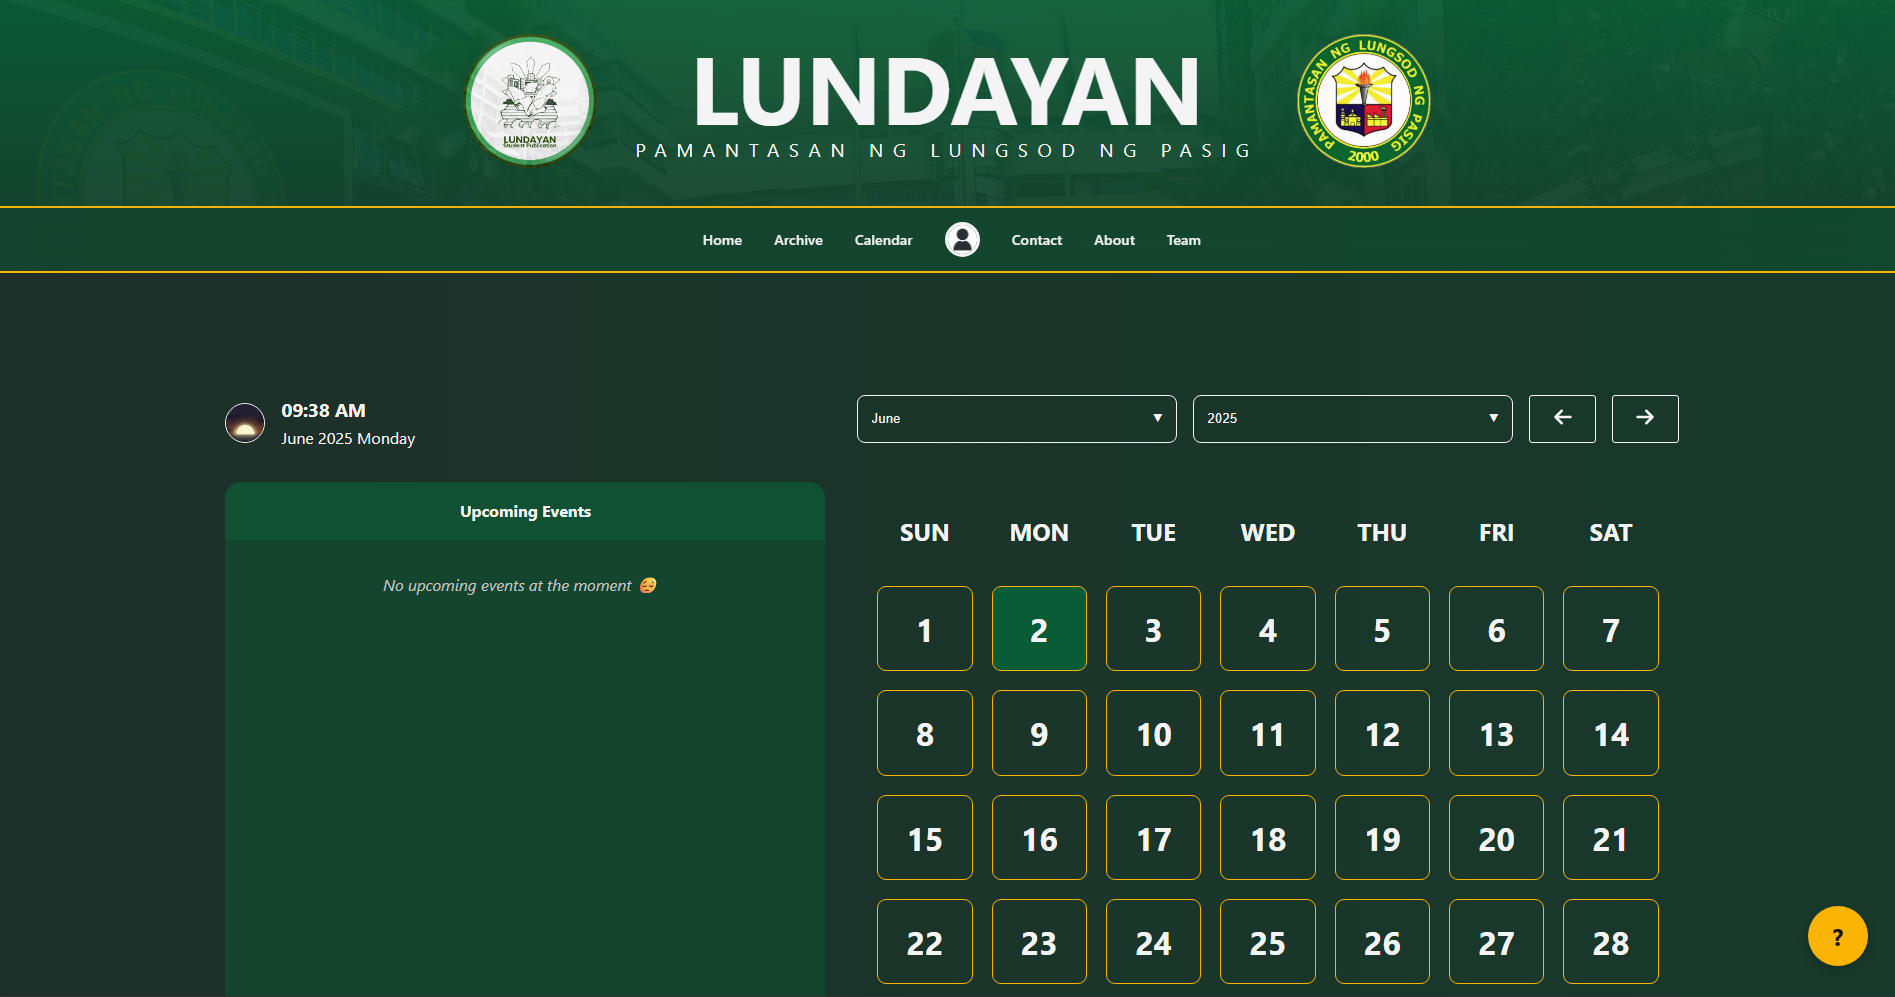 LUNDAYAN
Student Publication
LUNDAYAN
PAMANTASAN NG LUNGSOD NG PASIG
PAMANTASAN NG LUNGSOD NG PASIG
2000
Home Archive Calendar Contact About Team
09:38 AM
June 2025 Monday
June 2025
Upcoming Events
No upcoming events at the moment
SUN MON TUE WED THU FRI SAT
1 2 3 4 5 6 7
8 9 10 11 12 13 14
15 16 17 18 19 20 21
22 23 24 25 26 27 28
?